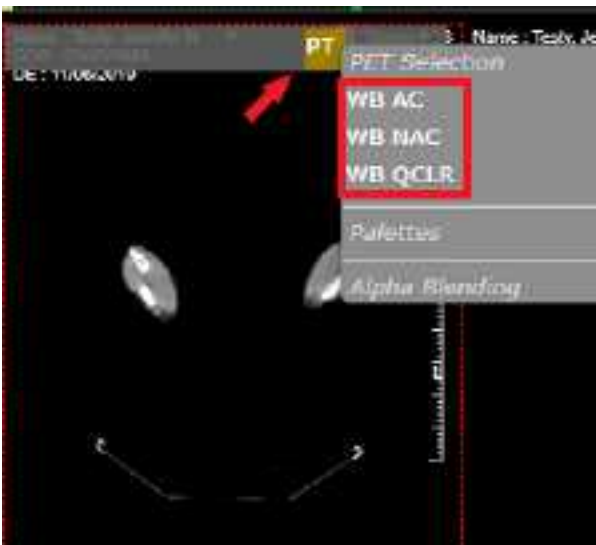 PT
Name : Testy, Je
DE : 11/06/2019
PET Selection
WB AC
WB NAC
WB QCLR
Palettes
Alpha Blending